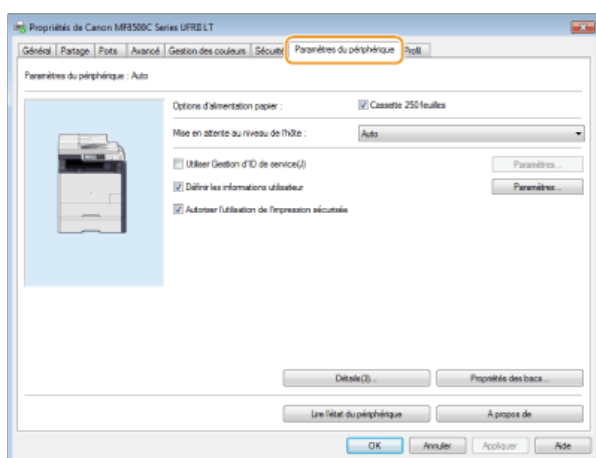 Propriétés de Canon MF8500C Series UFRII LT
Général Partage Ports Avancé Gestion des couleurs Sécurité Paramètres du périphérique Profil
Paramètres du périphérique : Auto
Options d'alimentation papier : Cassette 250 feuilles
Mise en attente au niveau de l'hôte : Auto
Utiliser Gestion d'ID de service(J) Paramètres...
Définir les informations utilisateur Paramètres...
Autoriser l'utilisation de l'impression sécurisée
Détails(3)... Propriétés des bacs...
Lire l'état du périphérique A propos de
OK Annuler Appliquer Aide